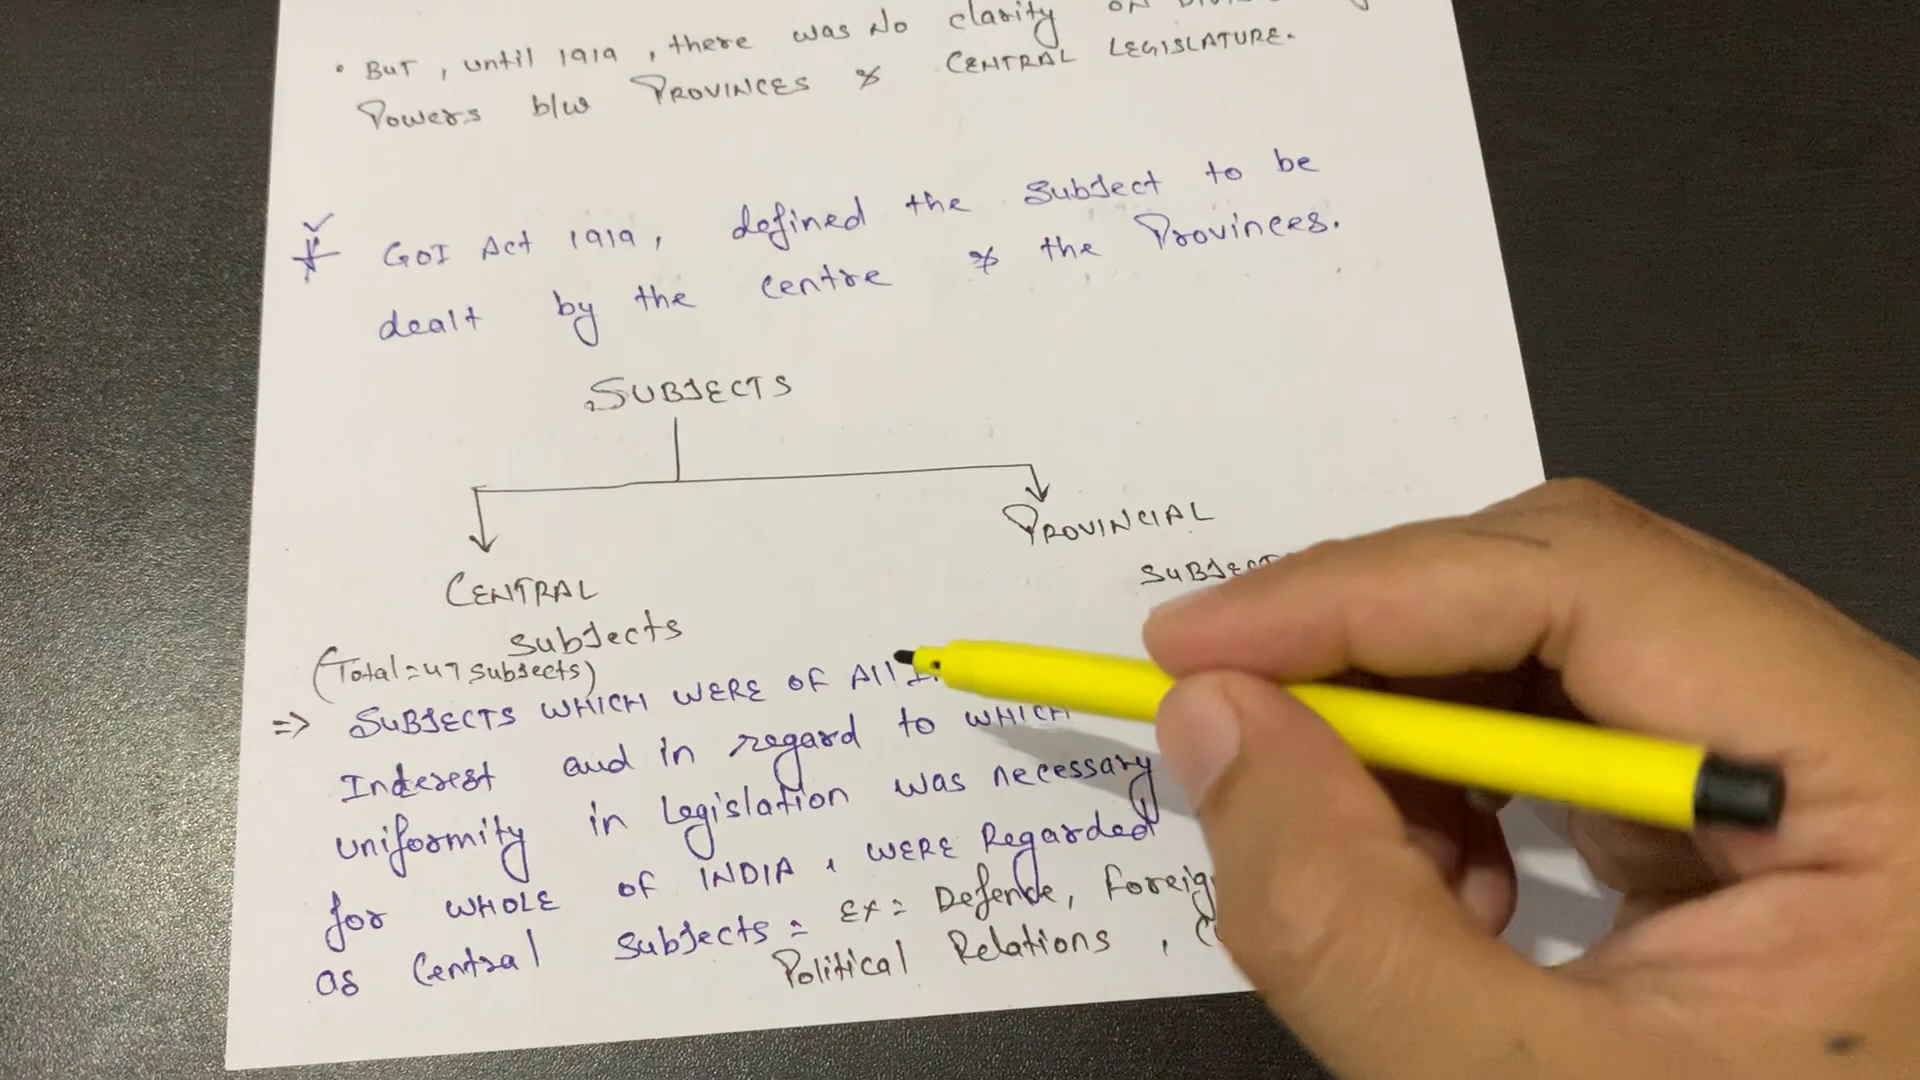 • BUT, until 1919, there was No clarity ON
Powers b/w PROVINCES & CENTRAL LEGISLATURE.
GOI Act 1919, defined the Subject to be
dealt by the centre & the Provinces.
SUBJECTS
CENTRAL
Subjects
PROVINCIAL
(Total = 47 Subjects)
=> SUBJECTS WHICH WERE OF All
Interest and in regard to WHICH
uniformity in Legislation was necessary
for WHOLE OF INDIA, WERE Regarded
as Central Subjects = Ex = Defence,
Political Relations,